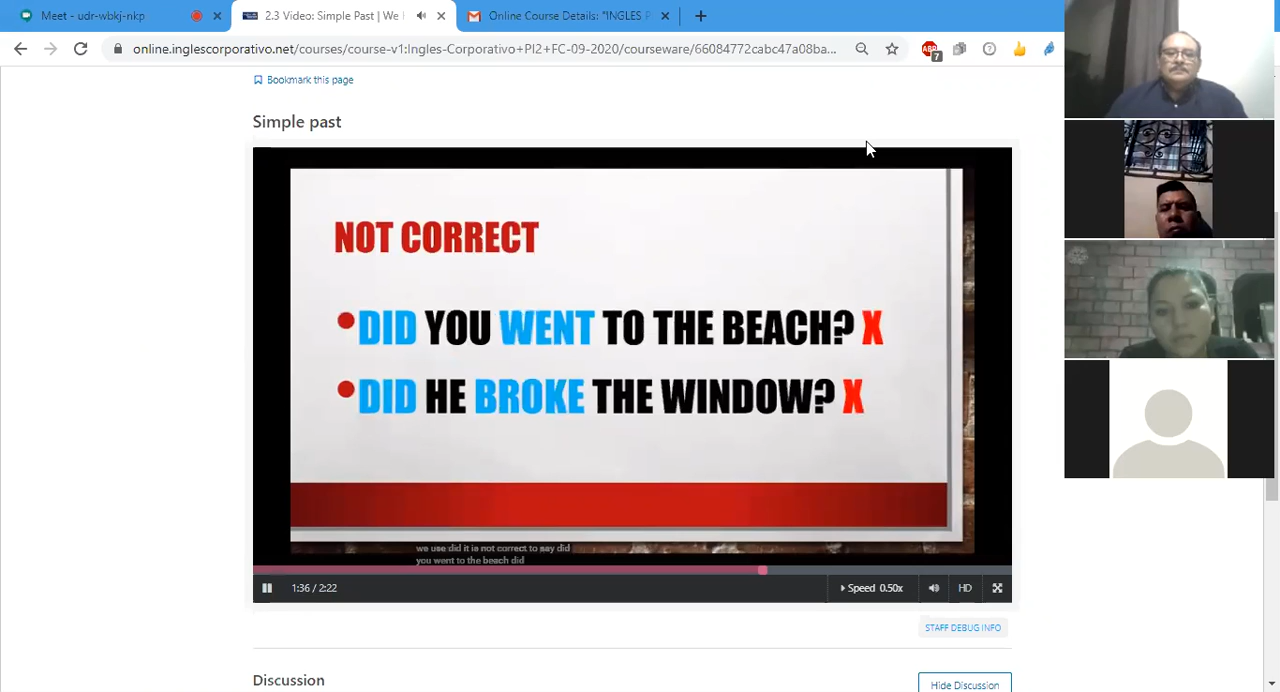 Meet - udr-wbkj-nkp
2.3 Video: Simple Past | We
Online Course Details: "INGLES P
online.inglescorporativo.net/courses/course-v1:Ingles-Corporativo+PI2+FC-09-2020/courseware/66084772cabc47a08ba...
ABP
7
Bookmark this page
Simple past
NOT CORRECT
•DID YOU WENT TO THE BEACH? X
•DID HE BROKE THE WINDOW? X
we use did it is not correct to say did
you went to the beach did
1:36 / 2:22
Speed 0.50x
HD
STAFF DEBUG INFO
Discussion
Hide Discussion